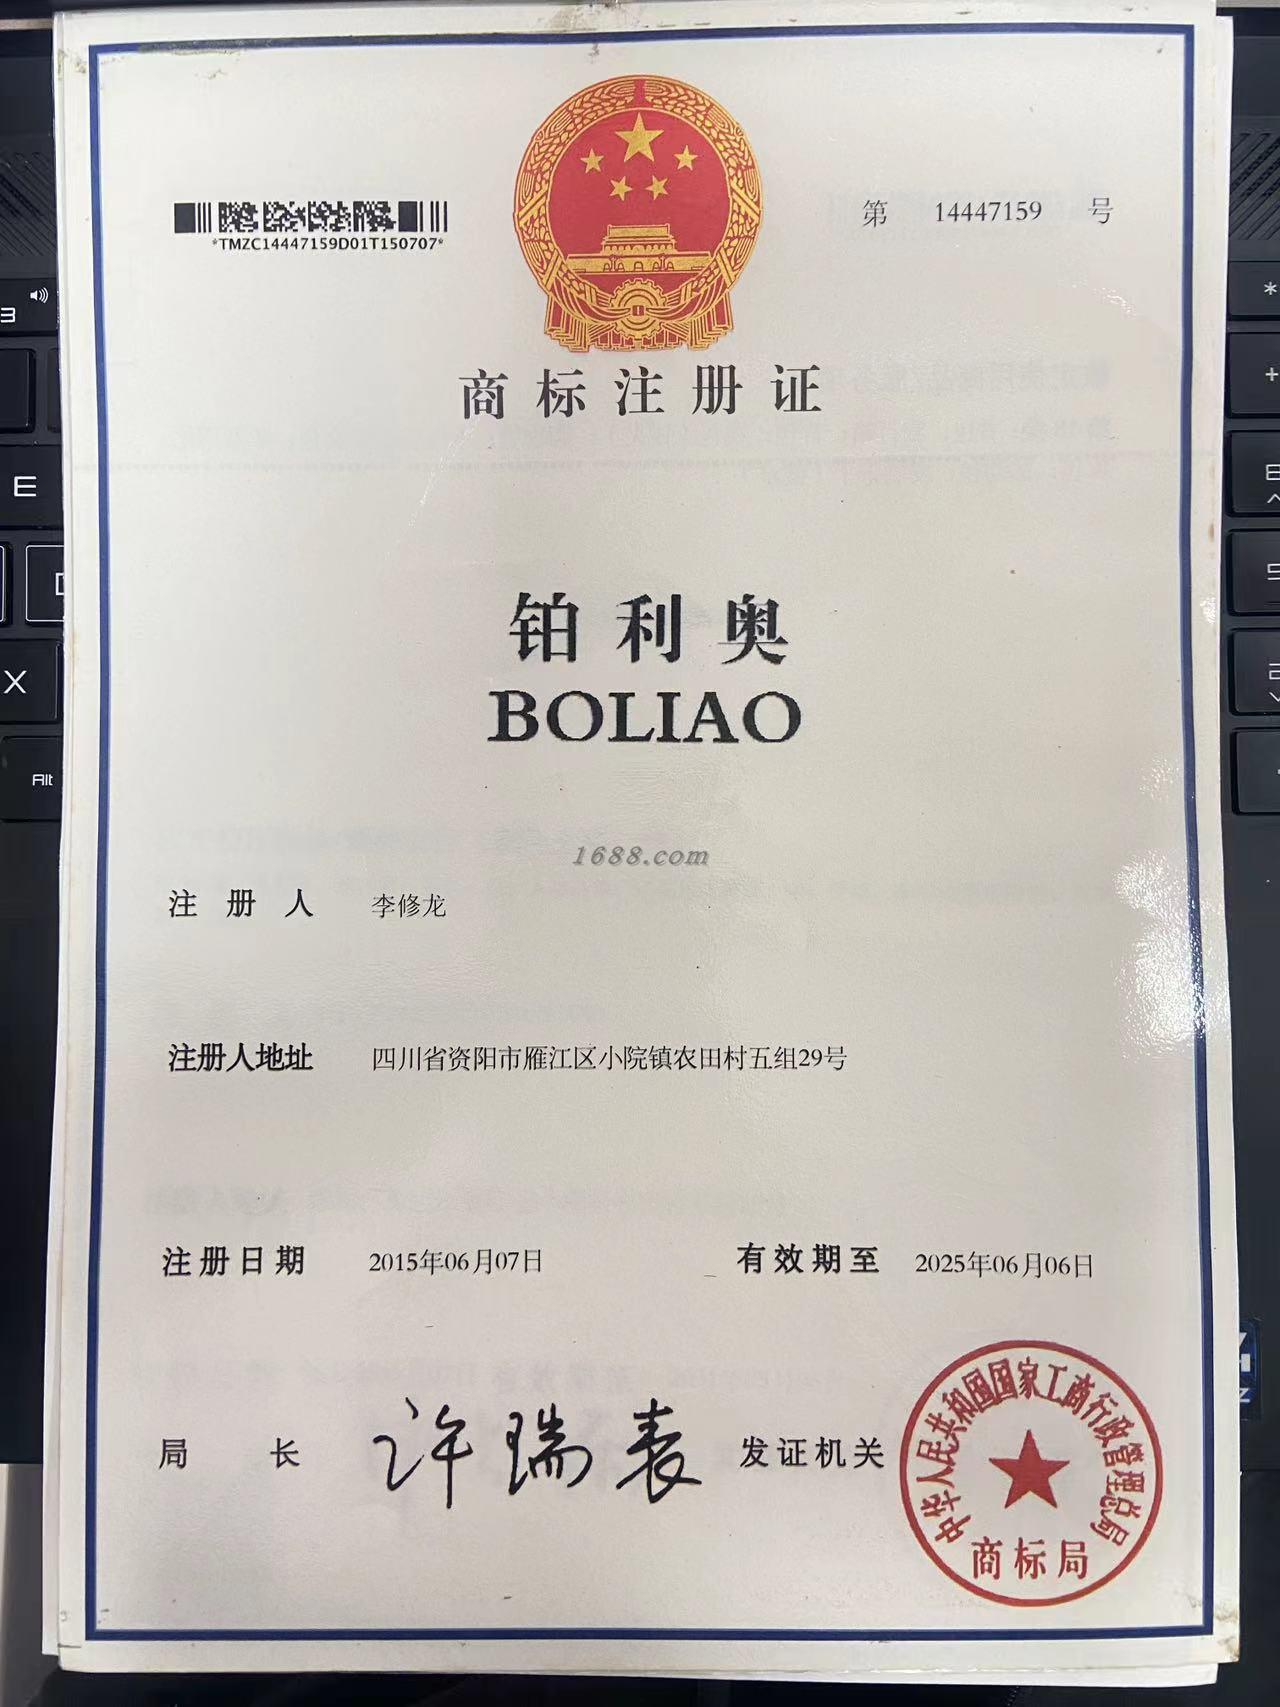 第 14447159 号
*TMZC14447159D01T150707*
商标注册证
铂利奥
BOLIAO
1688.com
注册人 李修龙
注册人地址 四川省资阳市雁江区小院镇农田村五组29号
注册日期 2015年06月07日 有效期至 2025年06月06日
局长 许瑞表 发证机关
中华人民共和国国家工商行政管理总局
商标局
3
E
X
Alt